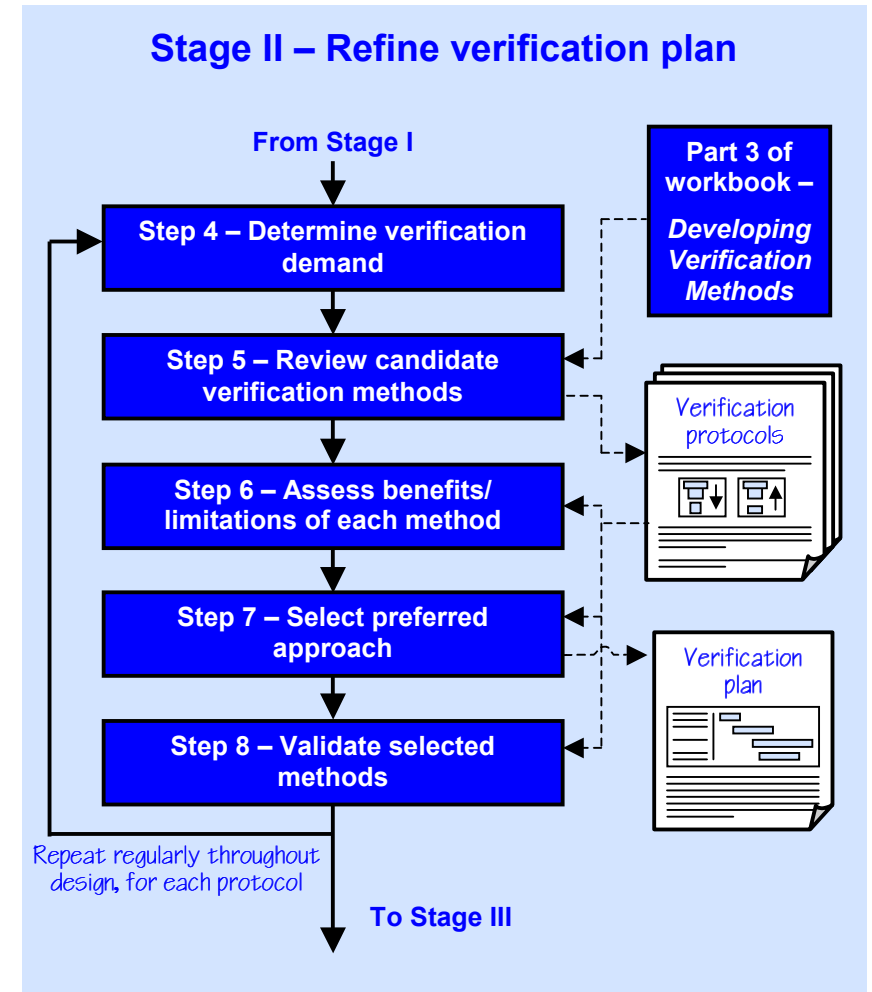 Stage II – Refine verification plan
From Stage I
Part 3 of
workbook –
Developing
Verification
Methods
Step 4 – Determine verification
demand
Step 5 – Review candidate
verification methods
Verification
protocols
Step 6 – Assess benefits/
limitations of each method
Step 7 – Select preferred
approach
Verification
plan
Step 8 – Validate selected
methods
Repeat regularly throughout
design, for each protocol
To Stage III